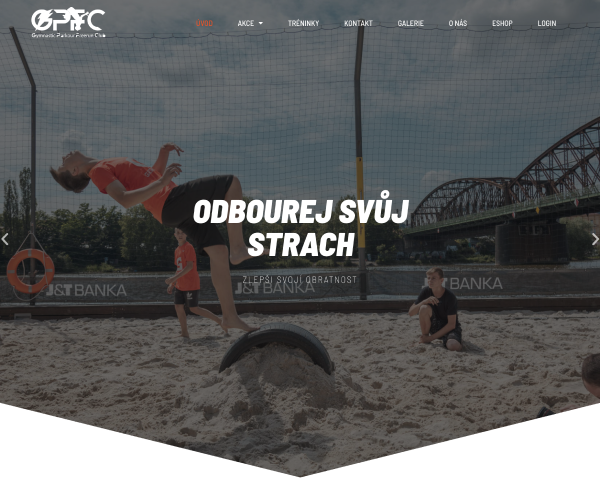 GPFC
Gymnastic Parkour Freerun Club
ÚVOD AKCE TRÉNINKY KONTAKT GALERIE O NÁS ESHOP LOGIN
ODBOUREJ SVŮJ
STRACH
ZLEPŠI SVOJI OBRATNOST
J&T BANKA
J&T BANKA
J&T BANKA